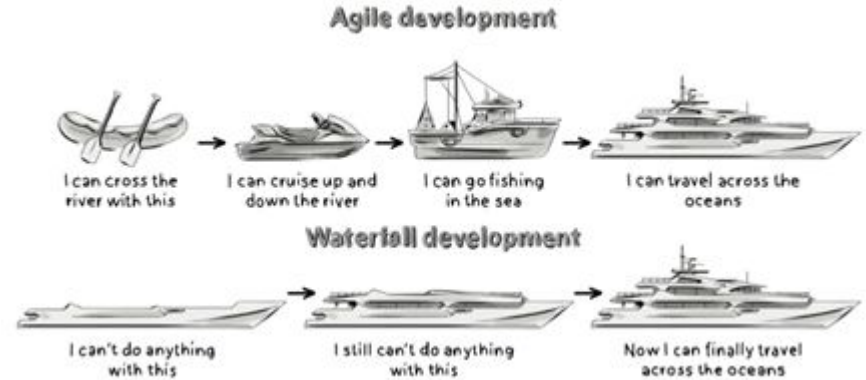 Agile development
I can cross the
river with this
I can cruise up and
down the river
I can go fishing
in the sea
I can travel across the
oceans
Waterfall development
I can't do anything
with this
I still can't do anything
with this
Now I can finally travel
across the oceans